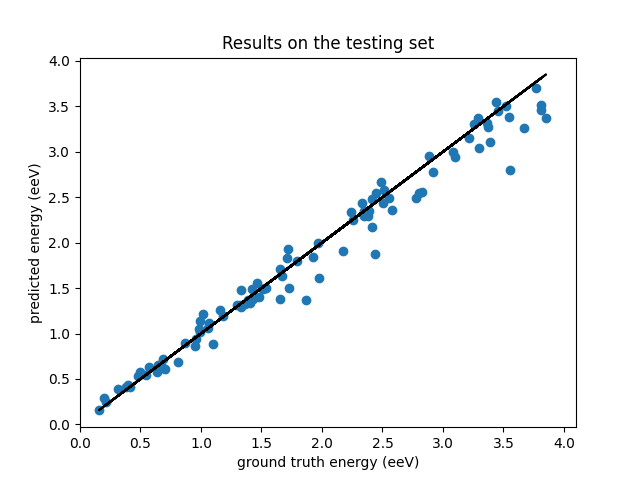 Results on the testing set
4.0
3.5
3.0
2.5
2.0
1.5
1.0
0.5
0.0
predicted energy (eeV)
0.0 0.5 1.0 1.5 2.0 2.5 3.0 3.5 4.0
ground truth energy (eeV)